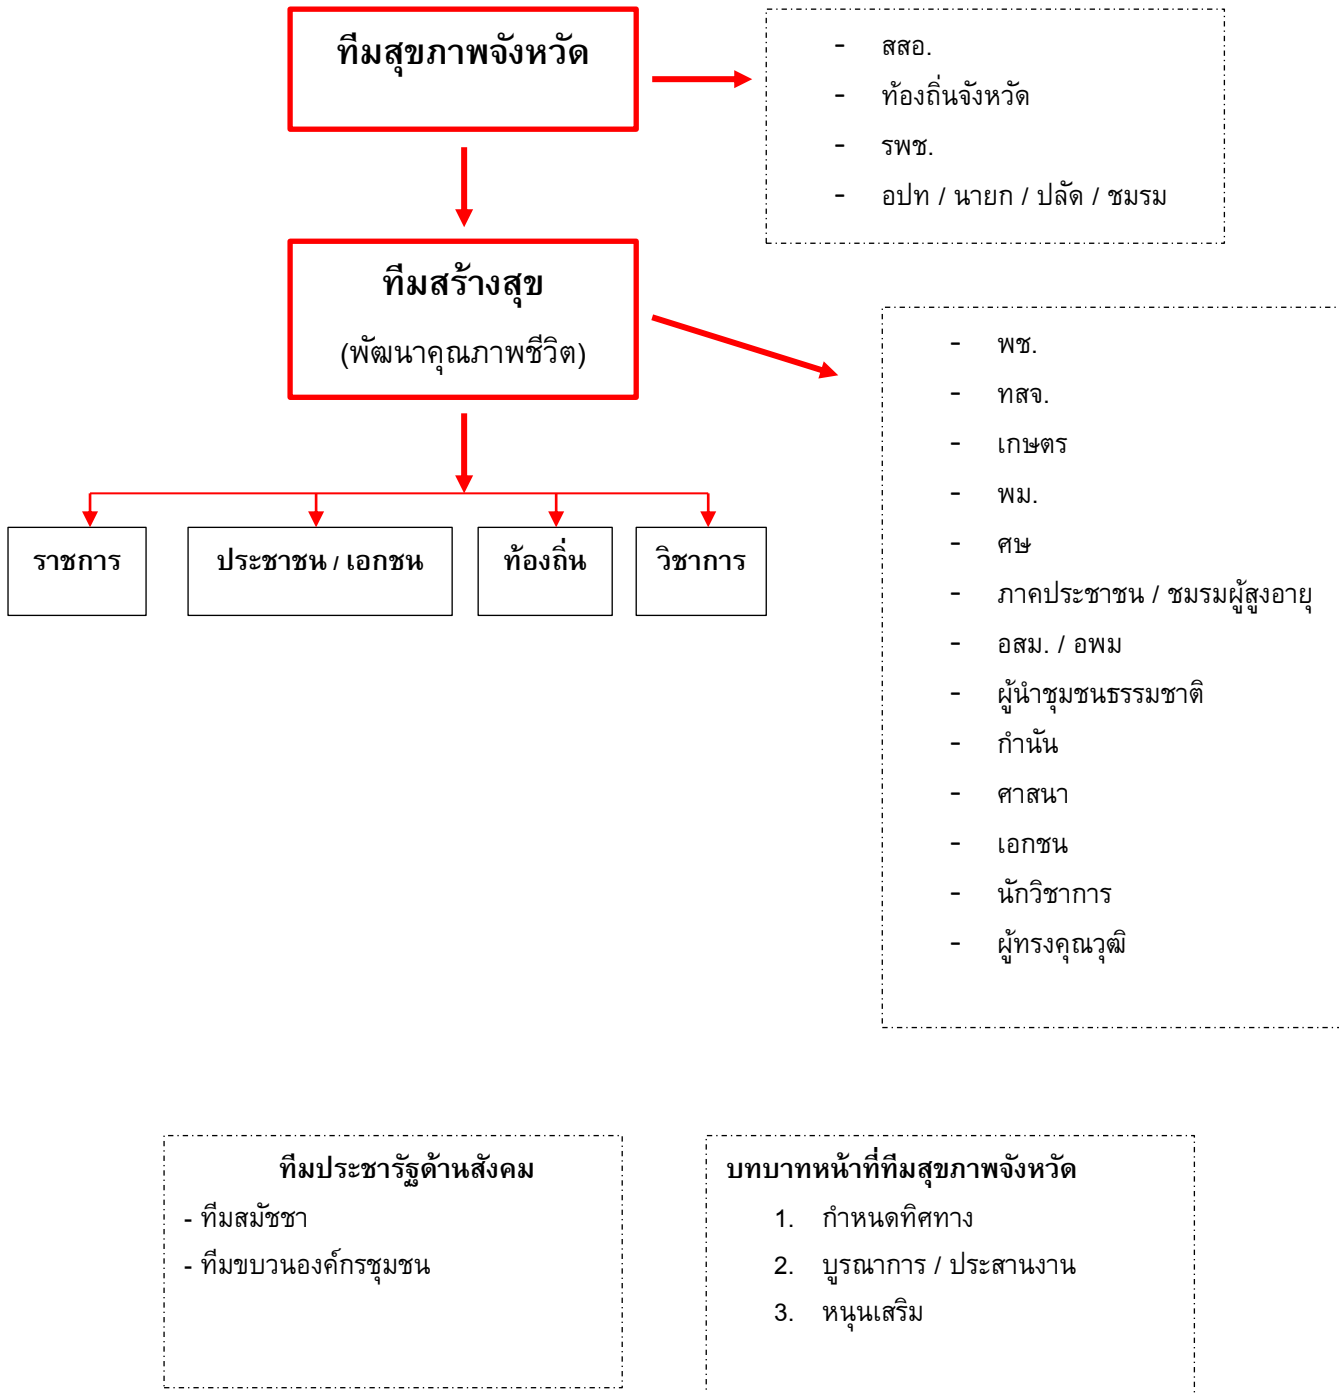 ทีมสุขภาพจังหวัด
- สสอ.
- ท้องถิ่นจังหวัด
- รพช.
- อปท / นายก / ปลัด / ชมรม
ทีมสร้างสุข
(พัฒนาคุณภาพชีวิต)
- พช.
- ทสจ.
- เกษตร
- พม.
- ศษ
- ภาคประชาชน / ชมรมผู้สูงอายุ
- อสม. / อพม
- ผู้นำชุมชนธรรมชาติ
- กำนัน
- ศาสนา
- เอกชน
- นักวิชาการ
- ผู้ทรงคุณวุฒิ
ราชการ
ประชาชน / เอกชน
ท้องถิ่น
วิชาการ
ทีมประชารัฐด้านสังคม
- ทีมสมัชชา
- ทีมขบวนองค์กรชุมชน
บทบาทหน้าที่ทีมสุขภาพจังหวัด
1. กำหนดทิศทาง
2. บูรณาการ / ประสานงาน
3. หนุนเสริม